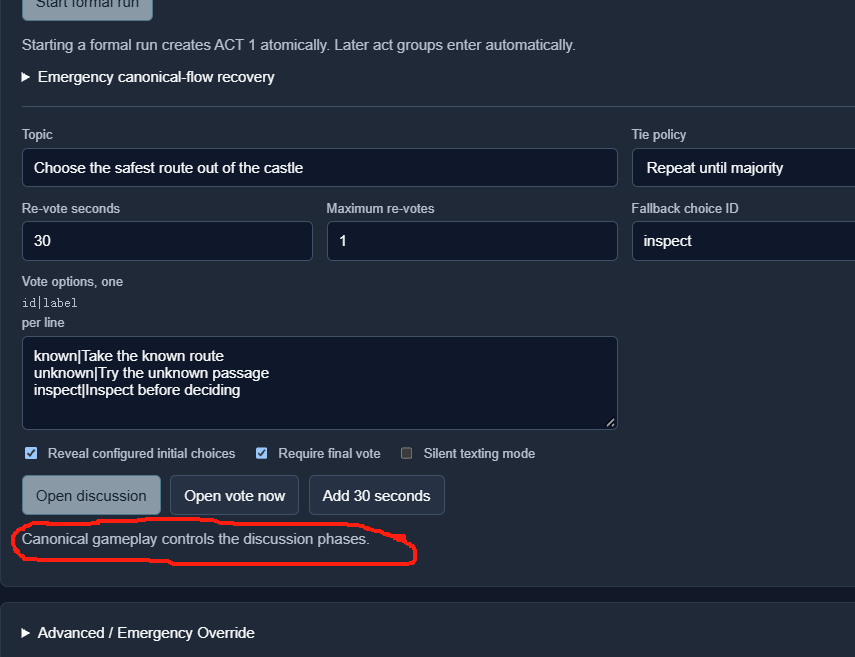 Start formal run
Starting a formal run creates ACT 1 atomically. Later act groups enter automatically.
▶ Emergency canonical-flow recovery
Topic
Tie policy
Choose the safest route out of the castle
Repeat until majority
Re-vote seconds
Maximum re-votes
Fallback choice ID
30
1
inspect
Vote options, one
id|label
per line
known|Take the known route
unknown|Try the unknown passage
inspect|Inspect before deciding
Reveal configured initial choices
Require final vote
Silent texting mode
Open discussion
Open vote now
Add 30 seconds
Canonical gameplay controls the discussion phases.
▶ Advanced / Emergency Override